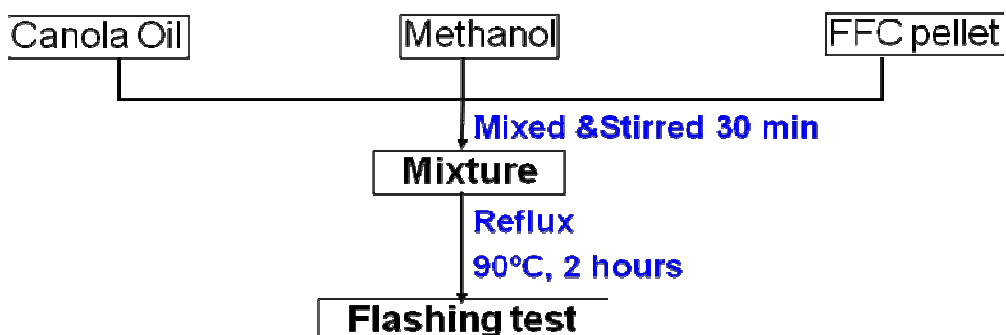 Canola Oil
Methanol
FFC pellet
Mixed &Stirred 30 min
Mixture
Reflux
90ºC, 2 hours
Flashing test